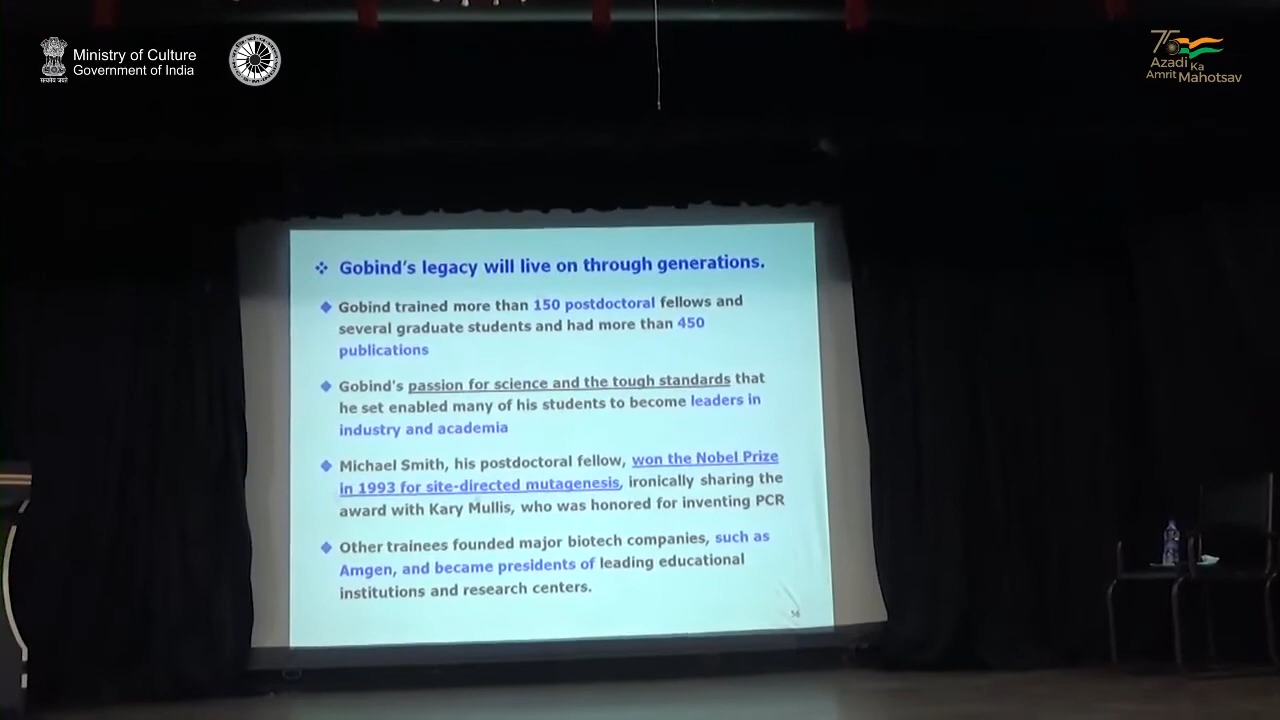 Ministry of Culture
Government of India
सत्यमेव जयते
75
Azadi Ka
Amrit Mahotsav
Gobind's legacy will live on through generations.
Gobind trained more than 150 postdoctoral fellows and
several graduate students and had more than 450
publications
Gobind's passion for science and the tough standards that
he set enabled many of his students to become leaders in
industry and academia
Michael Smith, his postdoctoral fellow, won the Nobel Prize
in 1993 for site-directed mutagenesis, ironically sharing the
award with Kary Mullis, who was honored for inventing PCR
Other trainees founded major biotech companies, such as
Amgen, and became presidents of leading educational
institutions and research centers.